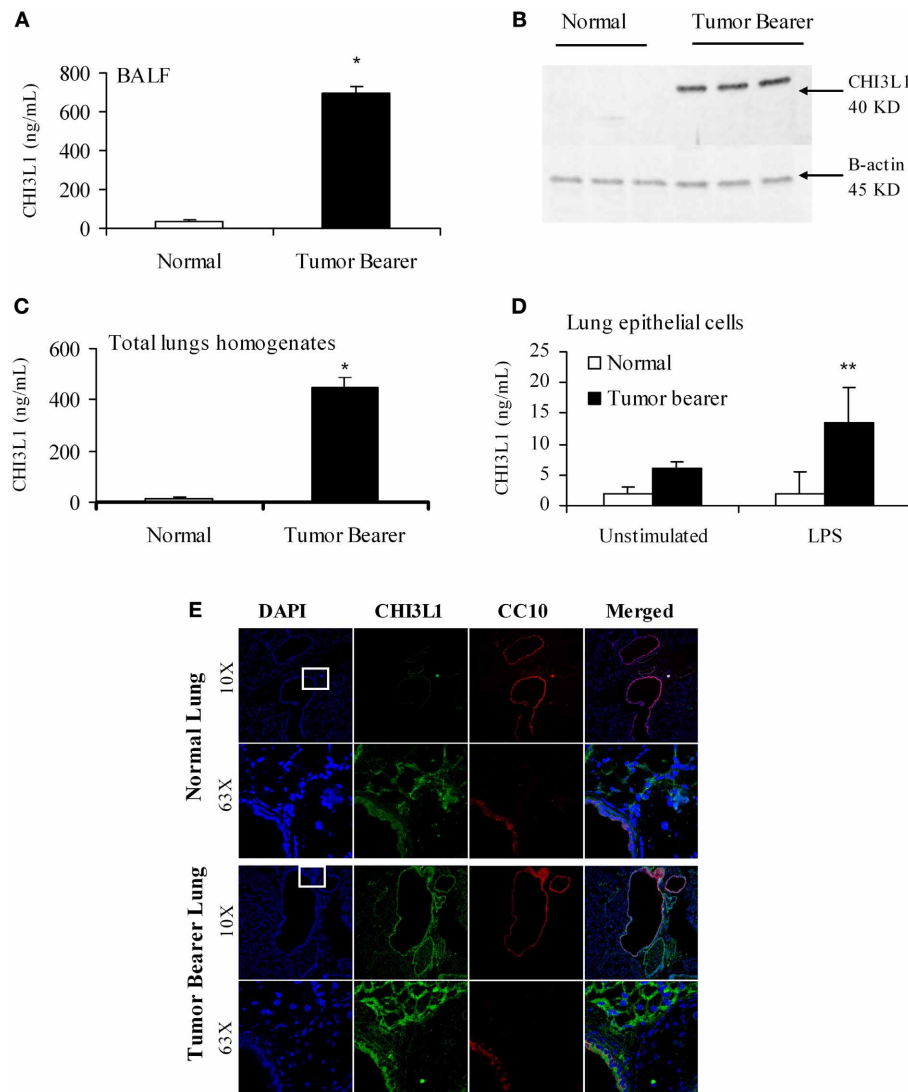 A
BALF
*
800
600
400
200
0
CHI3L1 (ng/mL)
Normal Tumor Bearer
B
Normal Tumor Bearer
CHI3L1
40 KD
B-actin
45 KD
C
Total lungs homogenates
*
600
400
200
0
CHI3L1 (ng/mL)
Normal Tumor Bearer
D
Lung epithelial cells
25
20
15
10
5
0
CHI3L1 (ng/mL)
Normal
Tumor bearer
**
Unstimulated LPS
E
DAPI CHI3L1 CC10 Merged
Normal Lung
10X
63X
Tumor Bearer Lung
10X
63X